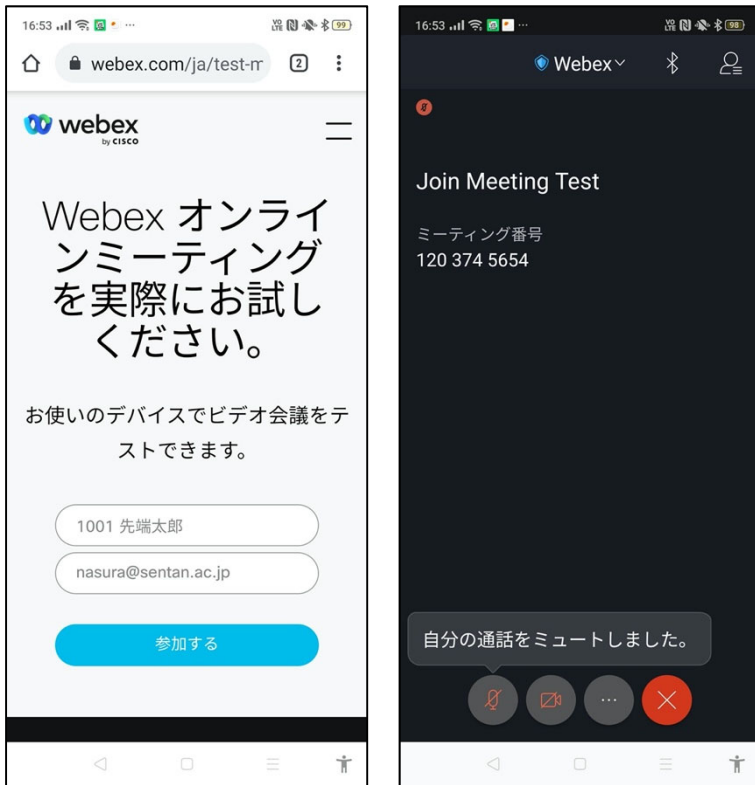 16:53
VO LTE
99
webex.com/ja/test-m
2
webex
by CISCO
Webex オンライ
ンミーティング
を実際にお試し
ください。
お使いのデバイスでビデオ会議をテ
ストできます。
1001 先端太郎
nasura@sentan.ac.jp
参加する
16:53
VO LTE
98
Webex
Join Meeting Test
ミーティング番号
120 374 5654
自分の通話をミュートしました。